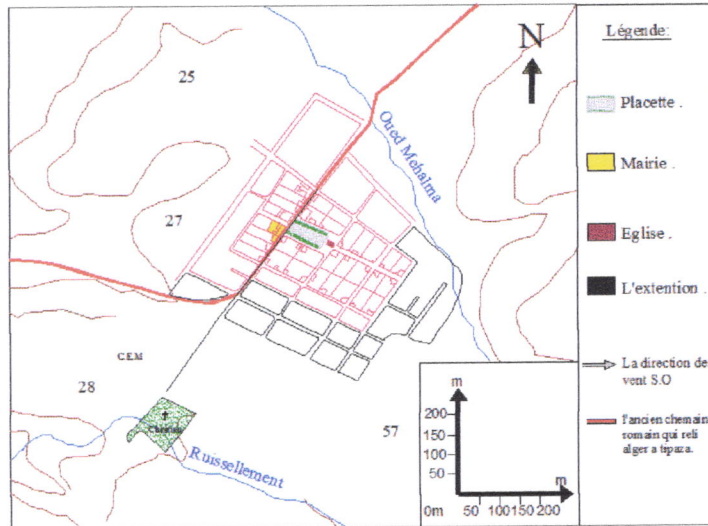 N
25
Oued Mehalma
27
C.E.M
28
57
Ruissellement
m
200
150
100
50
0m
50 100 150 200
m
Légende:
Placette .
Mairie .
Eglise .
L'extention .
La direction de
vent S.O
l'ancien chemain
romain qui reli
alger a tipaza.